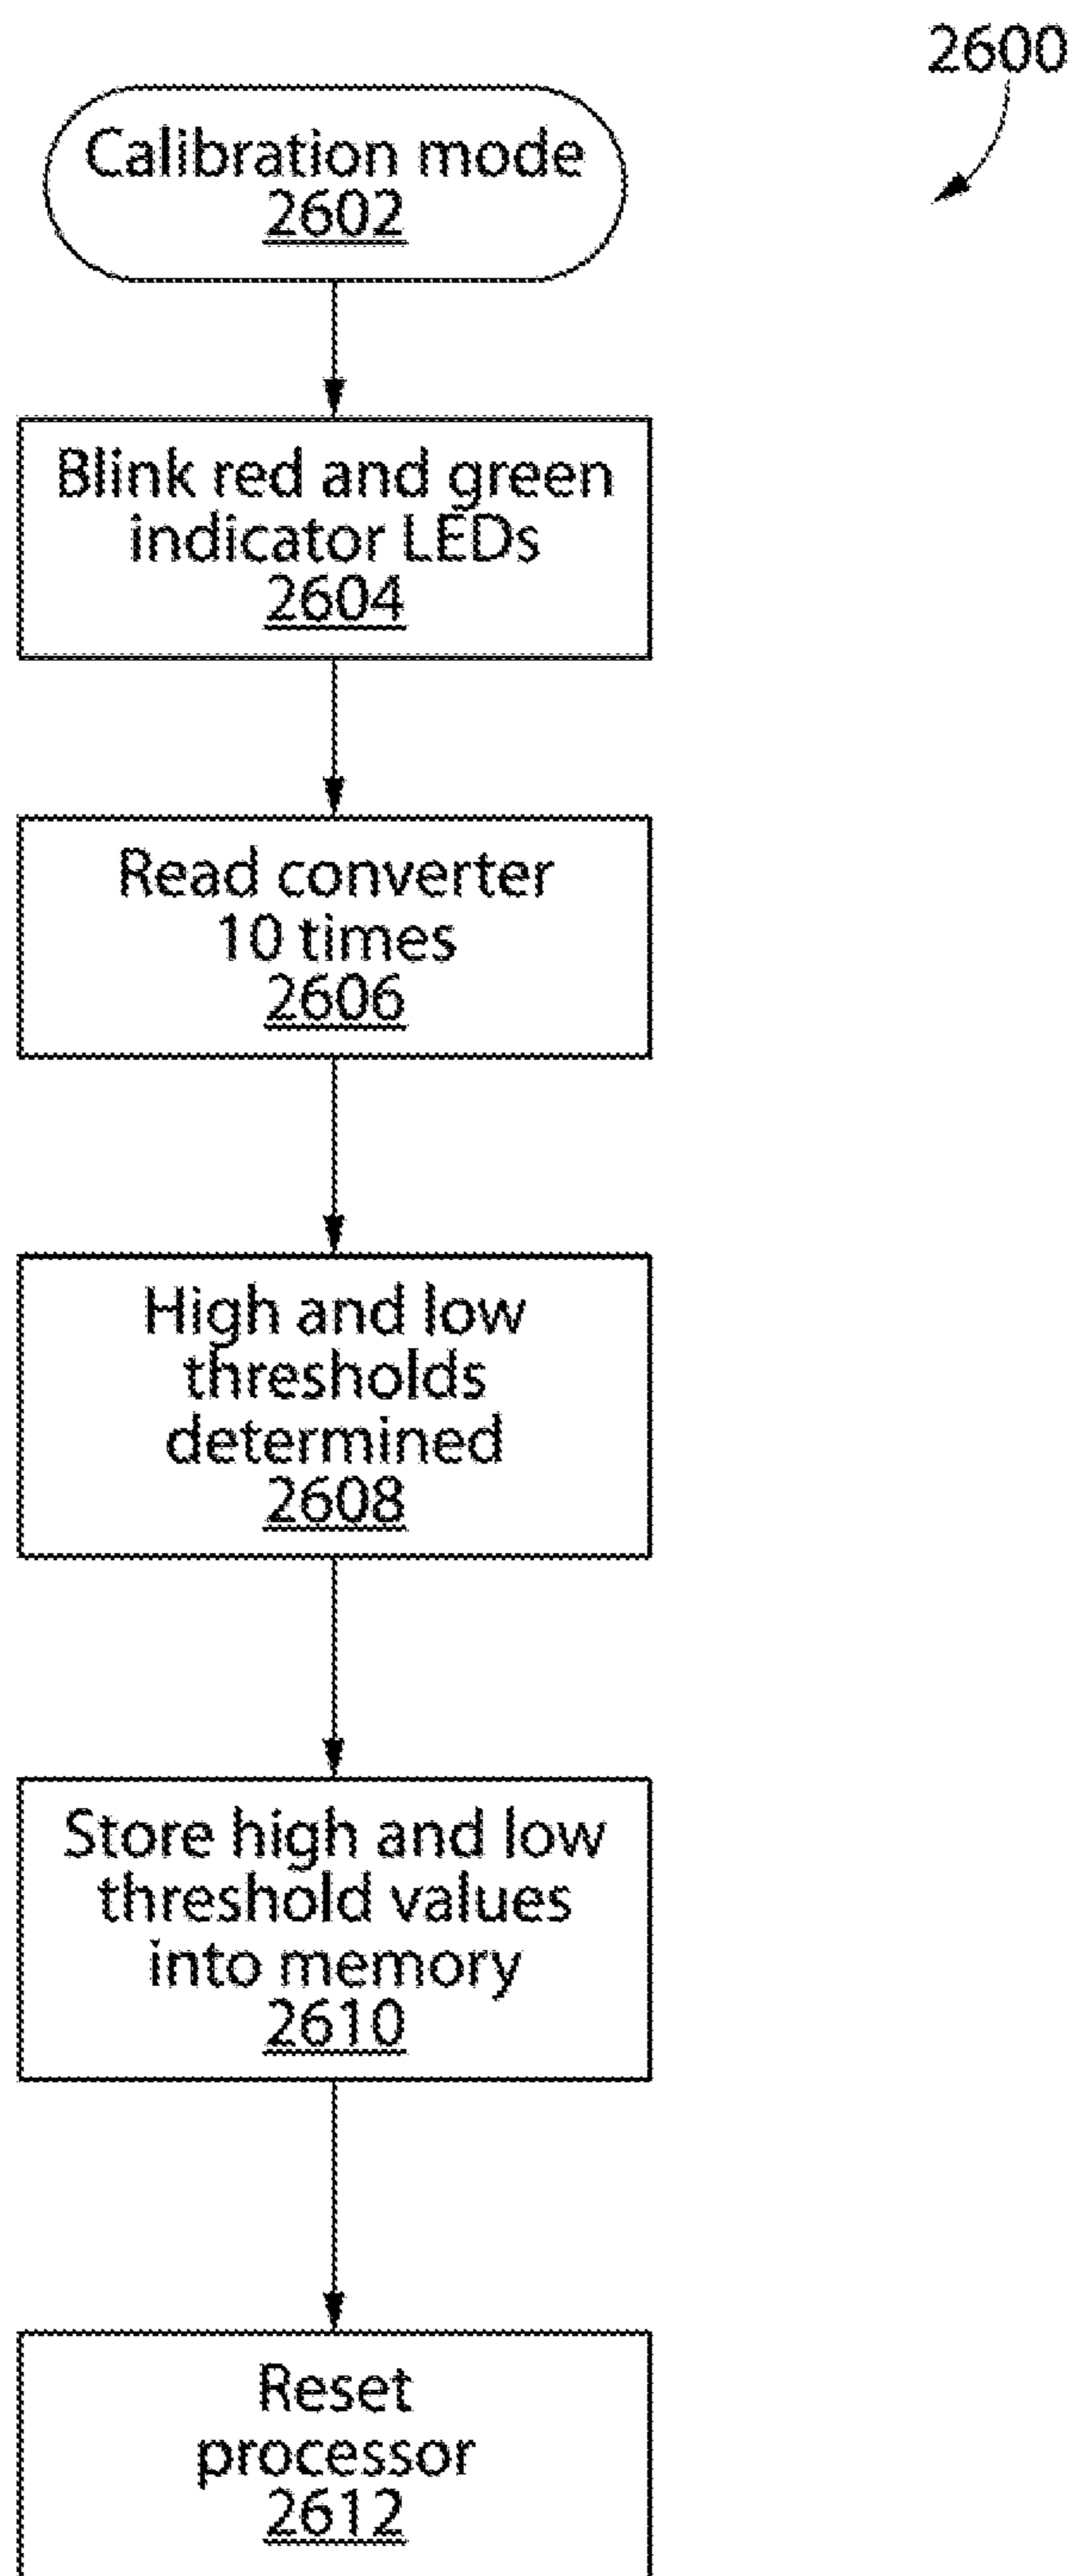 2600
Calibration mode
2602
Blink red and green
indicator LEDs
2604
Read converter
10 times
2606
High and low
thresholds
determined
2608
Store high and low
threshold values
into memory
2610
Reset
processor
2612